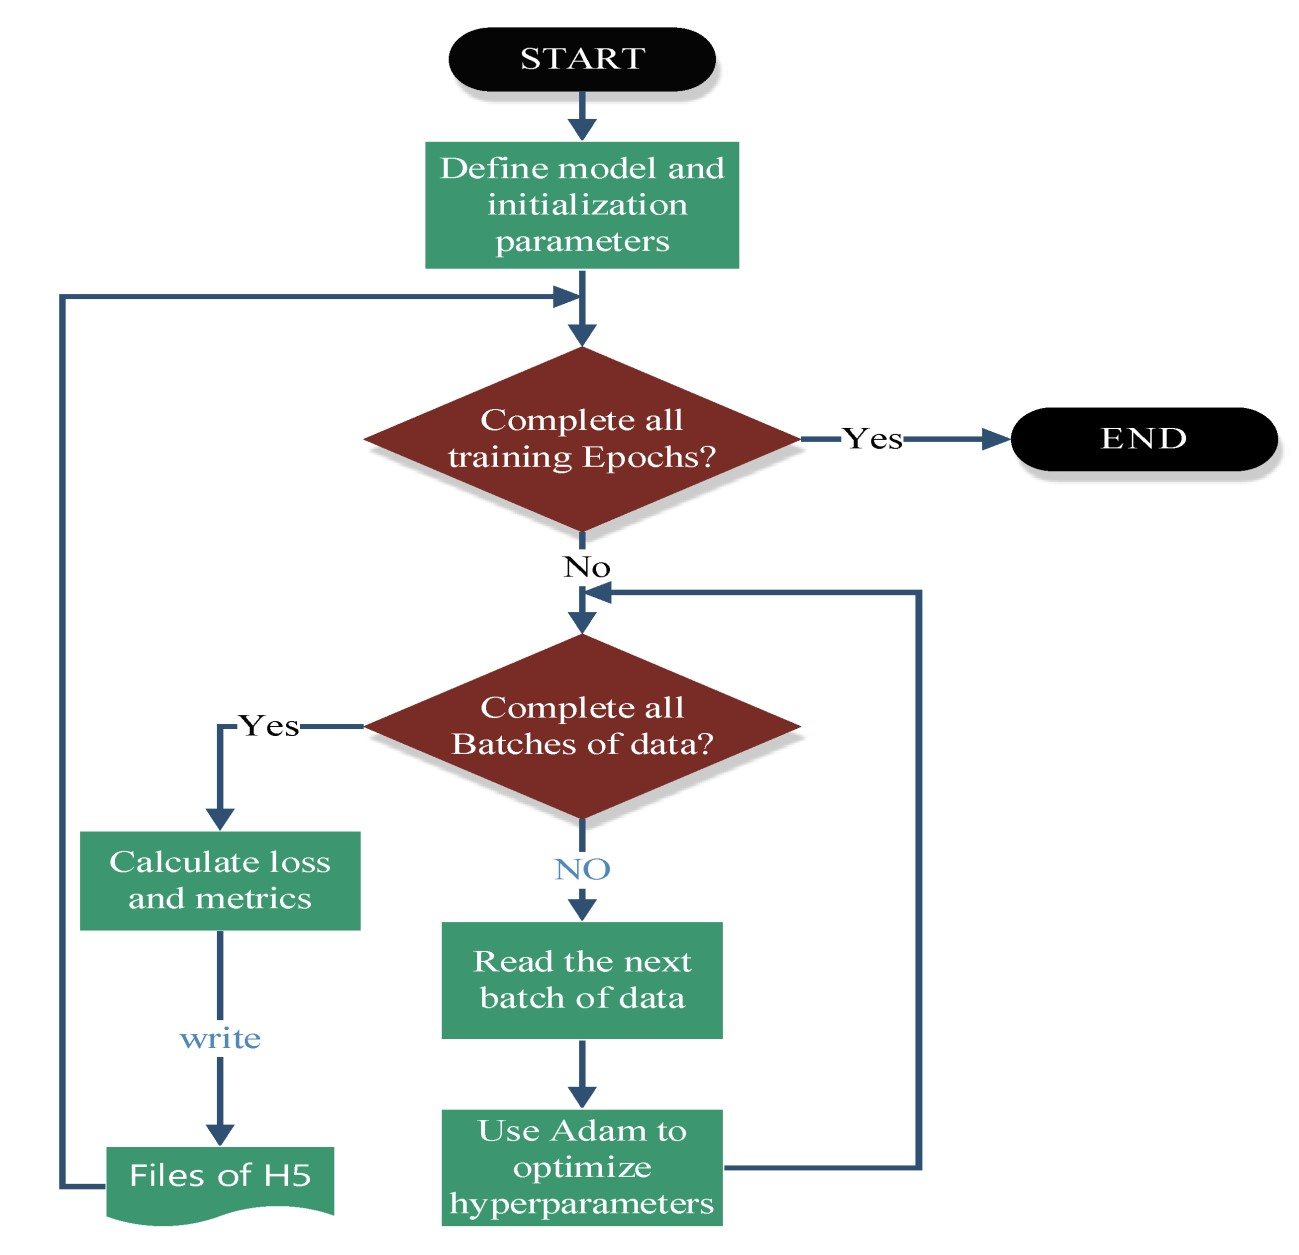 START
Define model and
initialization
parameters
Complete all
training Epochs?
Yes
END
No
Complete all
Batches of data?
Yes
Calculate loss
and metrics
NO
Read the next
batch of data
write
Use Adam to
optimize
hyperparameters
Files of H5